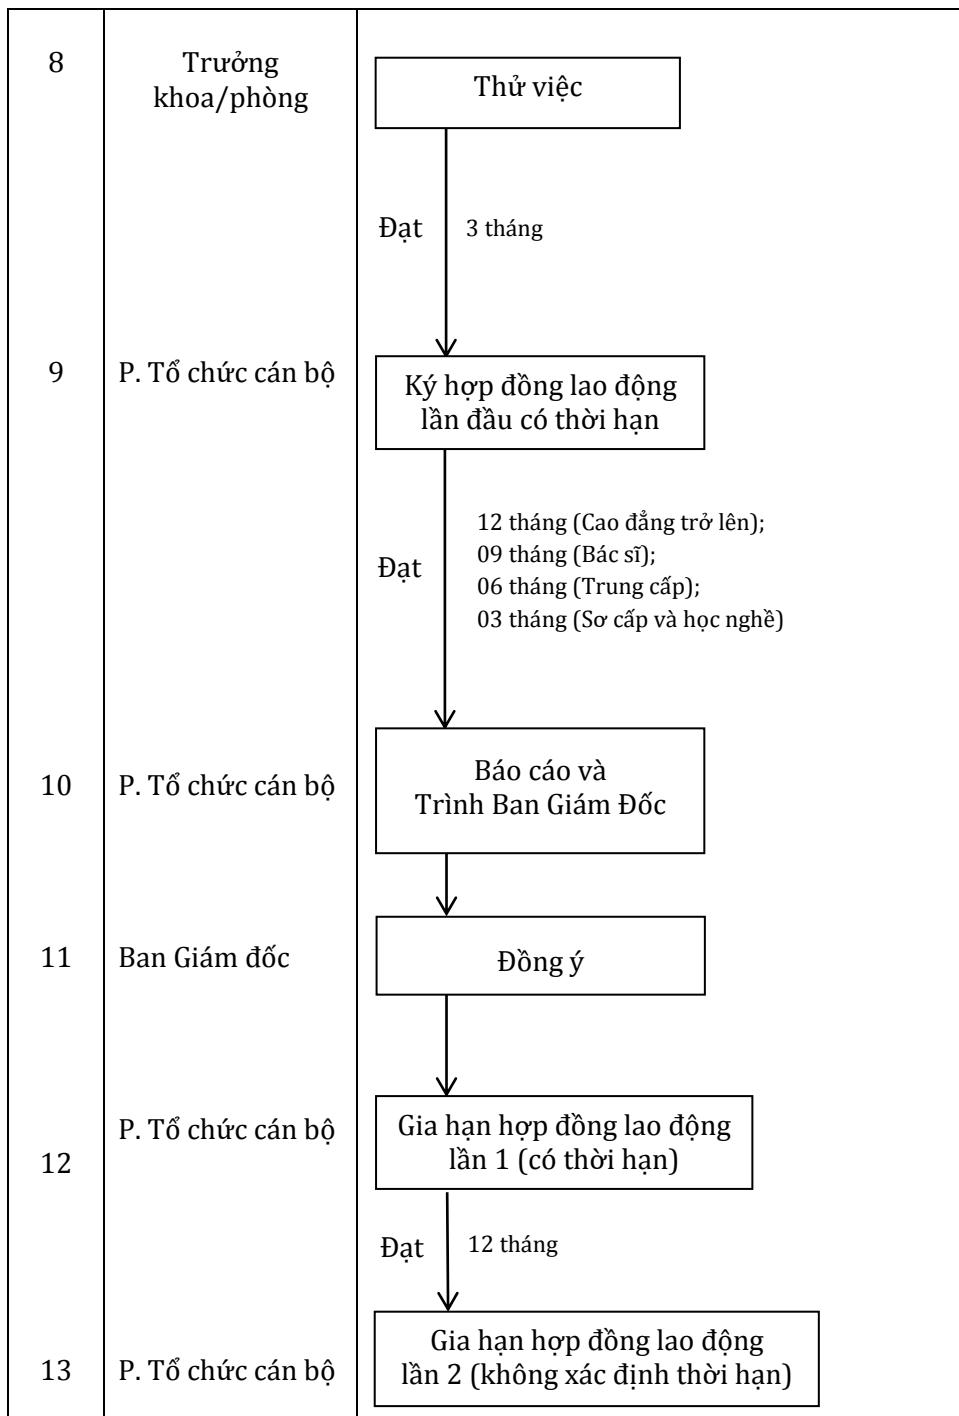 8
Trưởng
khoa/phòng
Thử việc
Đạt
3 tháng
9
P. Tổ chức cán bộ
Ký hợp đồng lao động
lần đầu có thời hạn
Đạt
12 tháng (Cao đẳng trở lên);
09 tháng (Bác sĩ);
06 tháng (Trung cấp);
03 tháng (Sơ cấp và học nghề)
10
P. Tổ chức cán bộ
Báo cáo và
Trình Ban Giám Đốc
11
Ban Giám đốc
Đồng ý
12
P. Tổ chức cán bộ
Gia hạn hợp đồng lao động
lần 1 (có thời hạn)
Đạt
12 tháng
13
P. Tổ chức cán bộ
Gia hạn hợp đồng lao động
lần 2 (không xác định thời hạn)